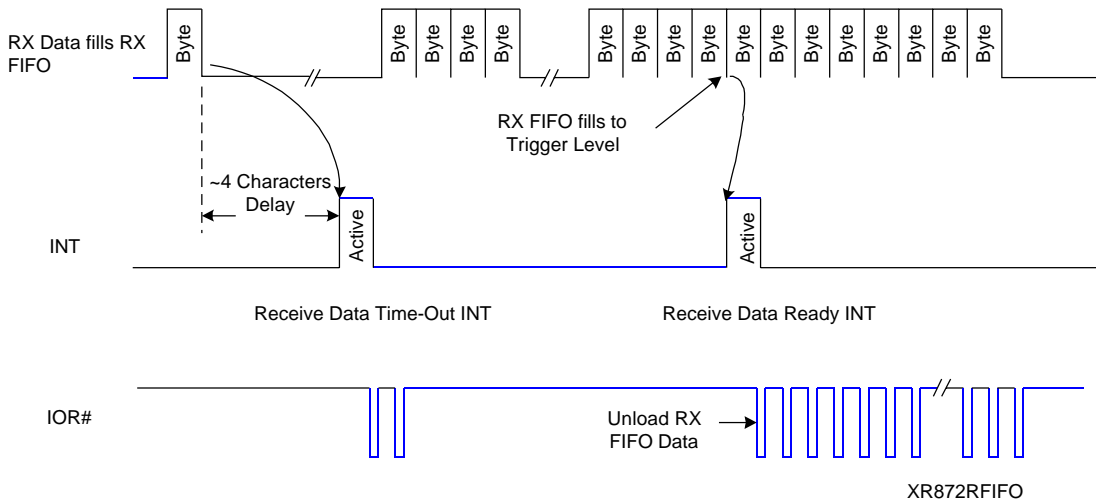 RX Data fills RX
FIFO
Byte
Byte Byte Byte Byte
Byte Byte Byte Byte Byte Byte Byte Byte Byte Byte Byte Byte
RX FIFO fills to
Trigger Level
~4 Characters
Delay
INT
Active
Active
Receive Data Time-Out INT
Receive Data Ready INT
IOR#
Unload RX
FIFO Data
XR872RFIFO